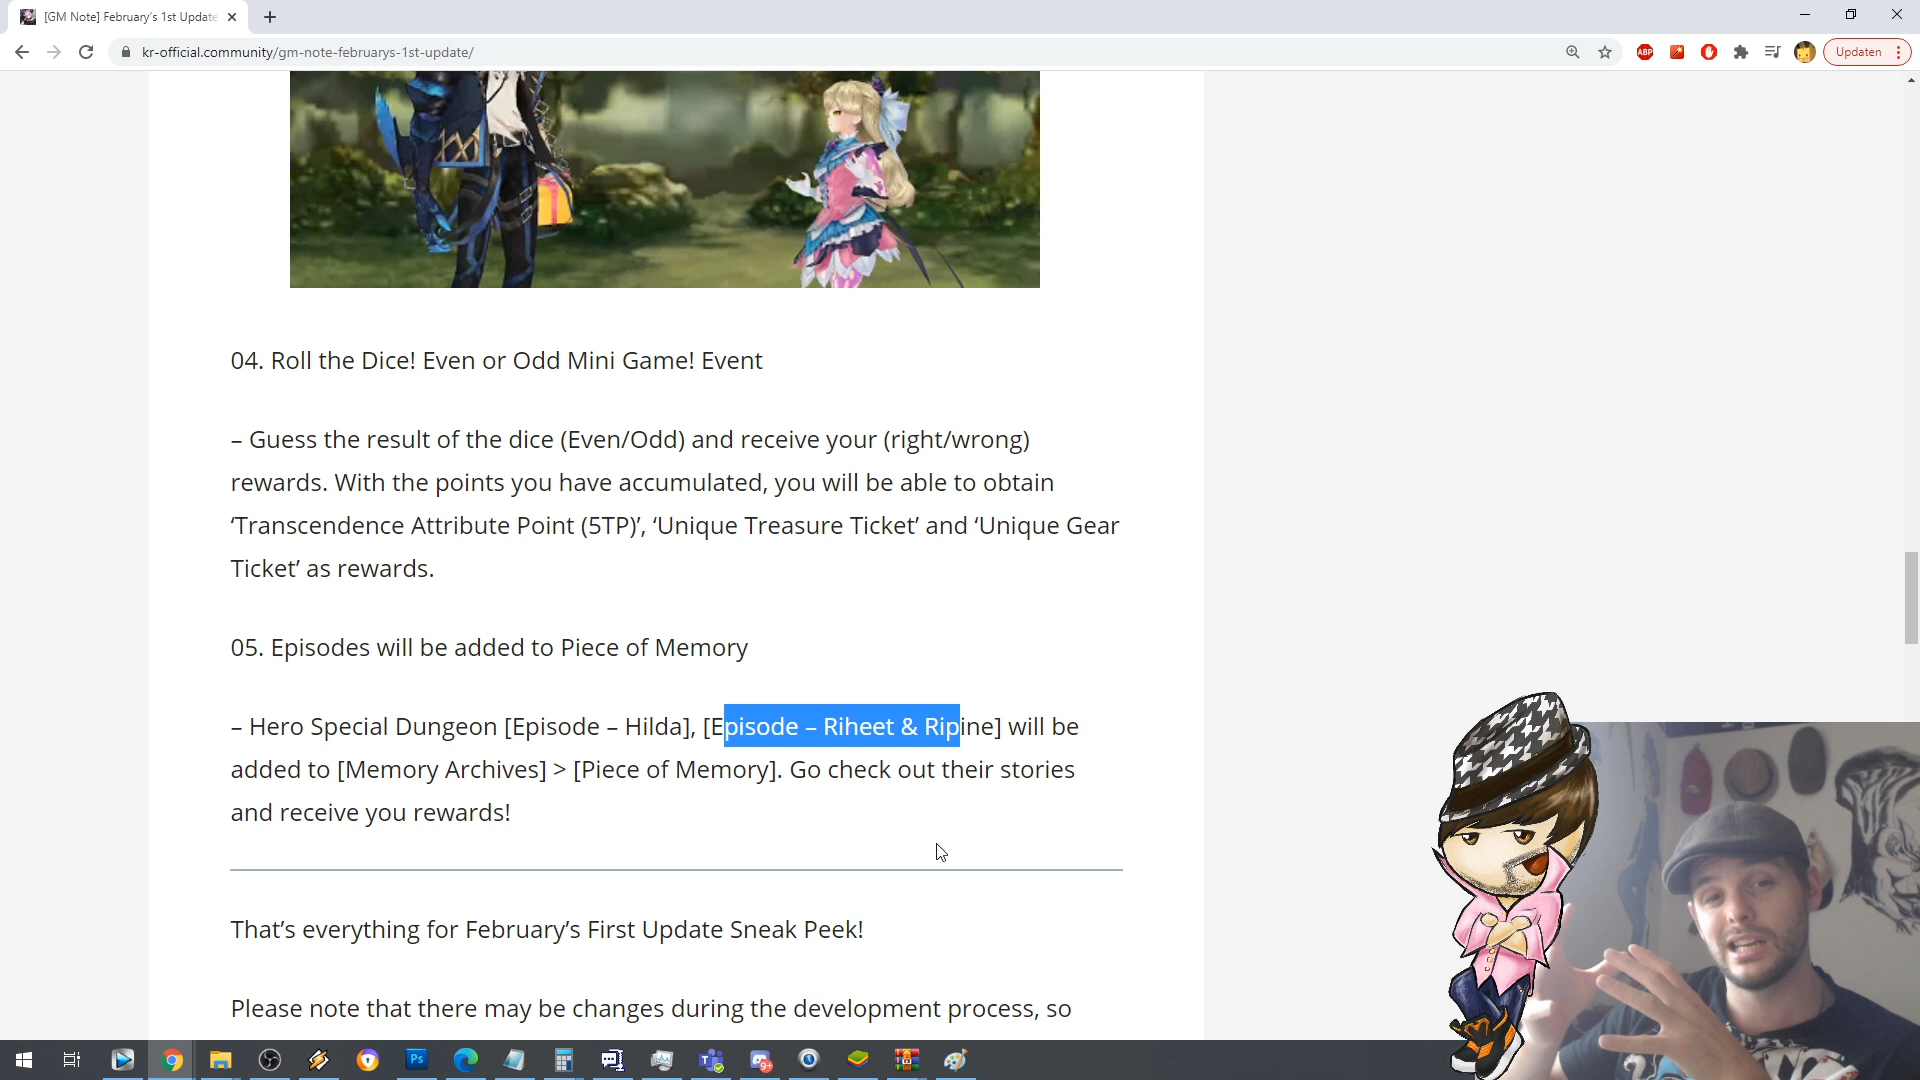 [GM Note] February's 1st Update
kr-official.community/gm-note-februarys-1st-update/
ABP
Updaten
04. Roll the Dice! Even or Odd Mini Game! Event
– Guess the result of the dice (Even/Odd) and receive your (right/wrong)
rewards. With the points you have accumulated, you will be able to obtain
‘Transcendence Attribute Point (5TP)’, ‘Unique Treasure Ticket’ and ‘Unique Gear
Ticket’ as rewards.
05. Episodes will be added to Piece of Memory
– Hero Special Dungeon [Episode – Hilda], [Episode – Riheet & Ripine] will be
added to [Memory Archives] > [Piece of Memory]. Go check out their stories
and receive you rewards!
That’s everything for February’s First Update Sneak Peek!
Please note that there may be changes during the development process, so
Ps
9+